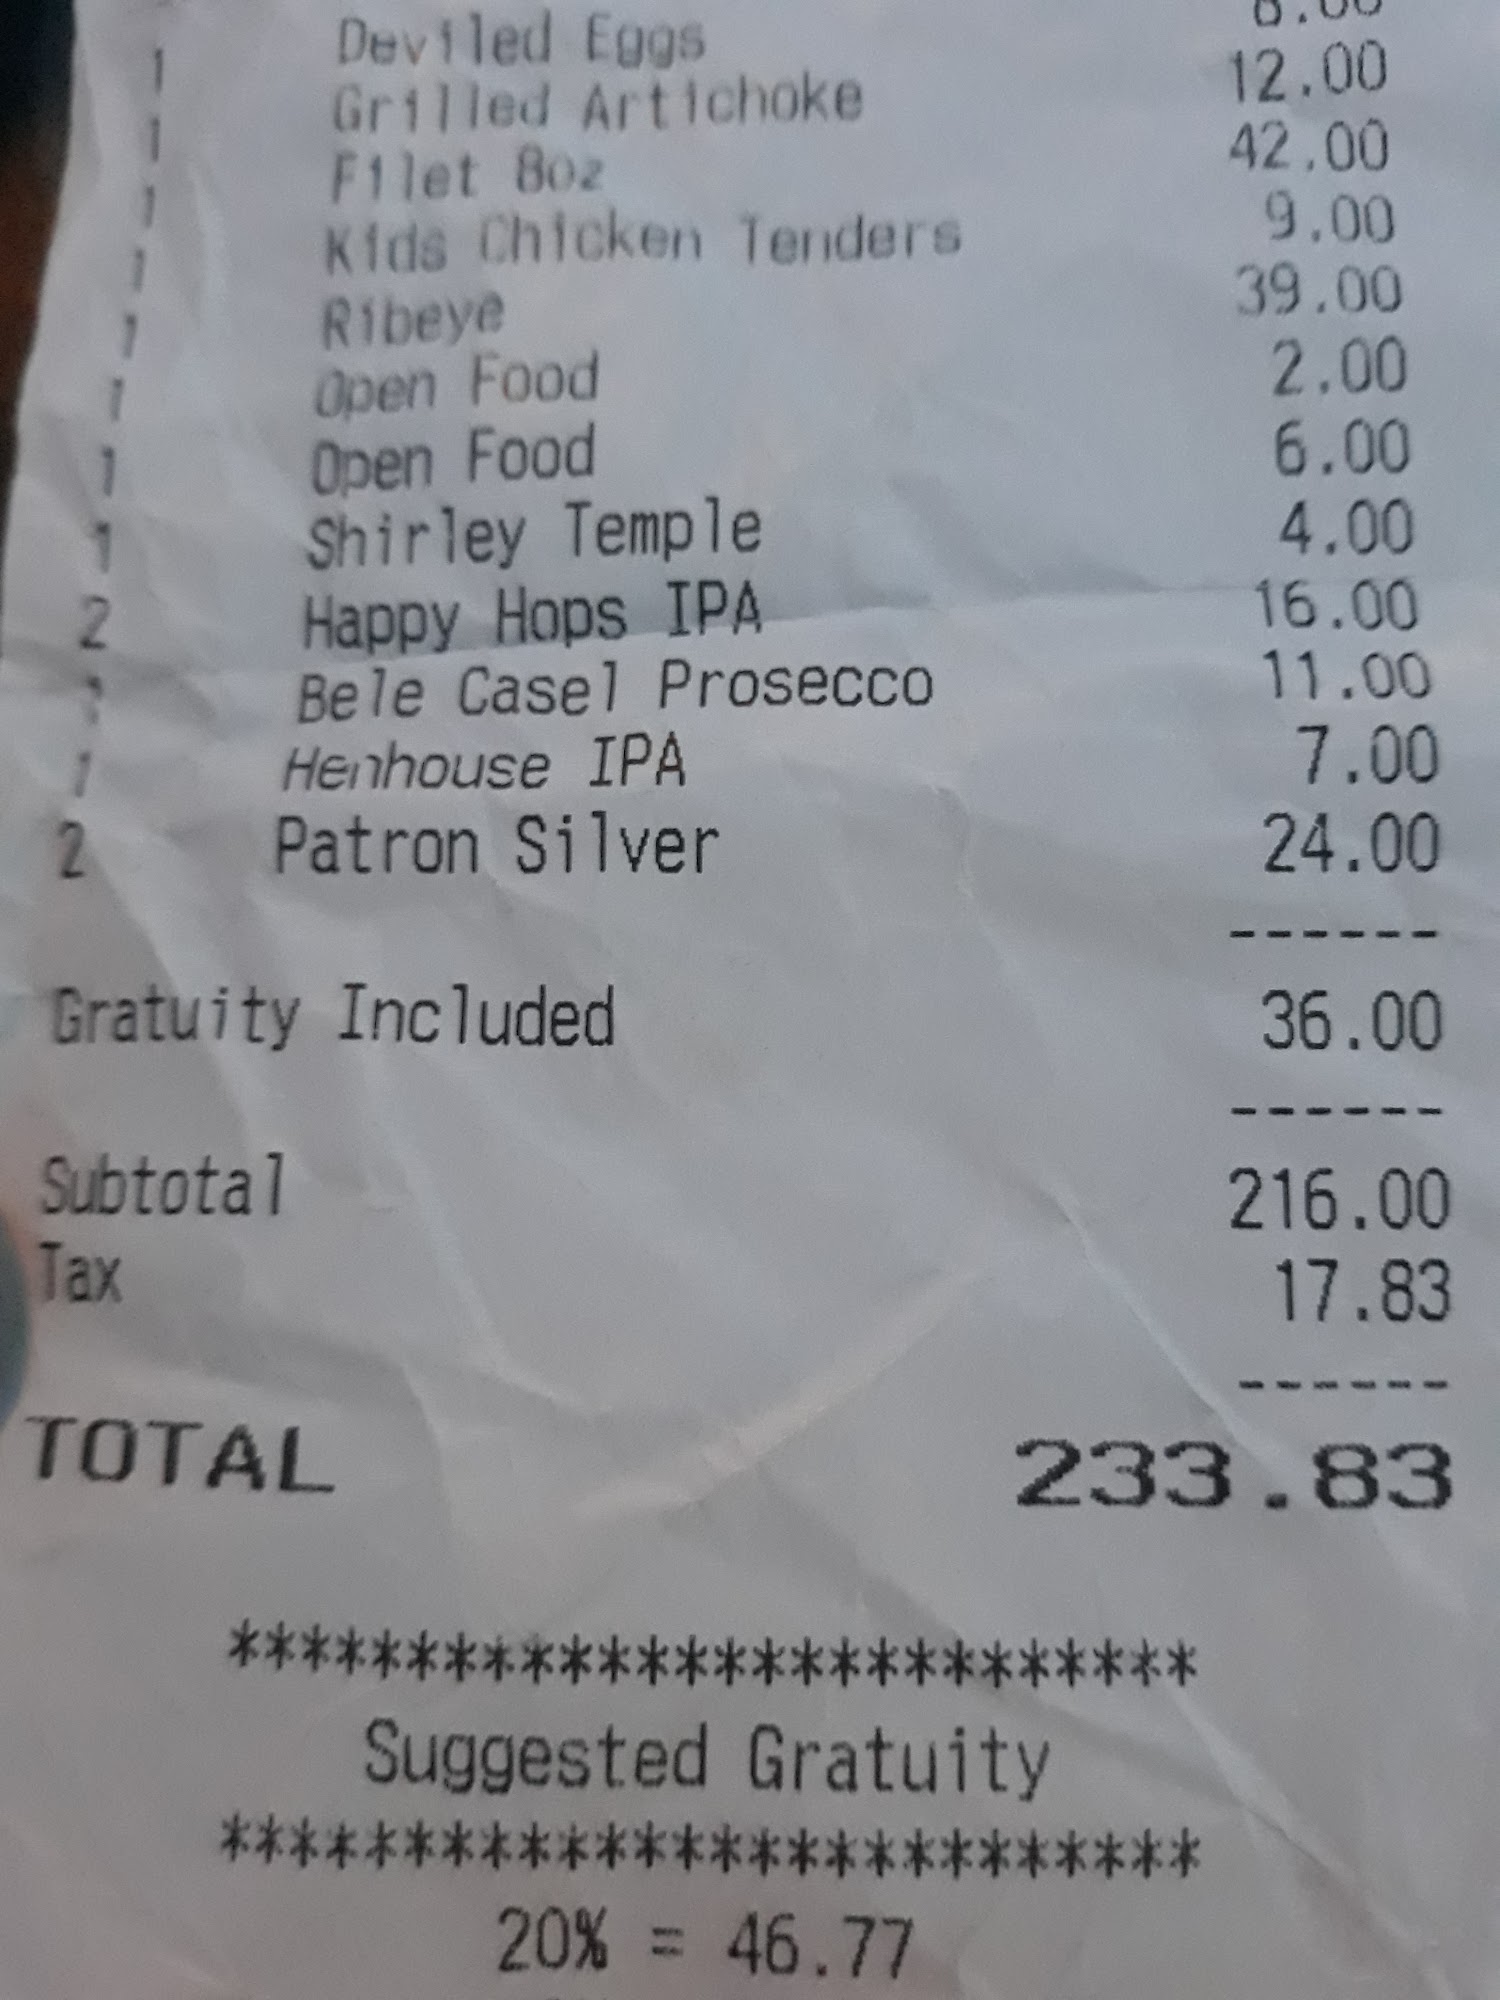 1 Deviled Eggs 8.00
1 Grilled Artichoke 12.00
1 Filet 8oz 42.00
1 Kids Chicken Tenders 9.00
1 Ribeye 39.00
1 Open Food 2.00
1 Open Food 6.00
1 Shirley Temple 4.00
2 Happy Hops IPA 16.00
1 Bele Casel Prosecco 11.00
1 Henhouse IPA 7.00
2 Patron Silver 24.00
------
Gratuity Included 36.00
------
Subtotal 216.00
Tax 17.83
------
TOTAL 233.83
***************************
Suggested Gratuity
***************************
20% = 46.77